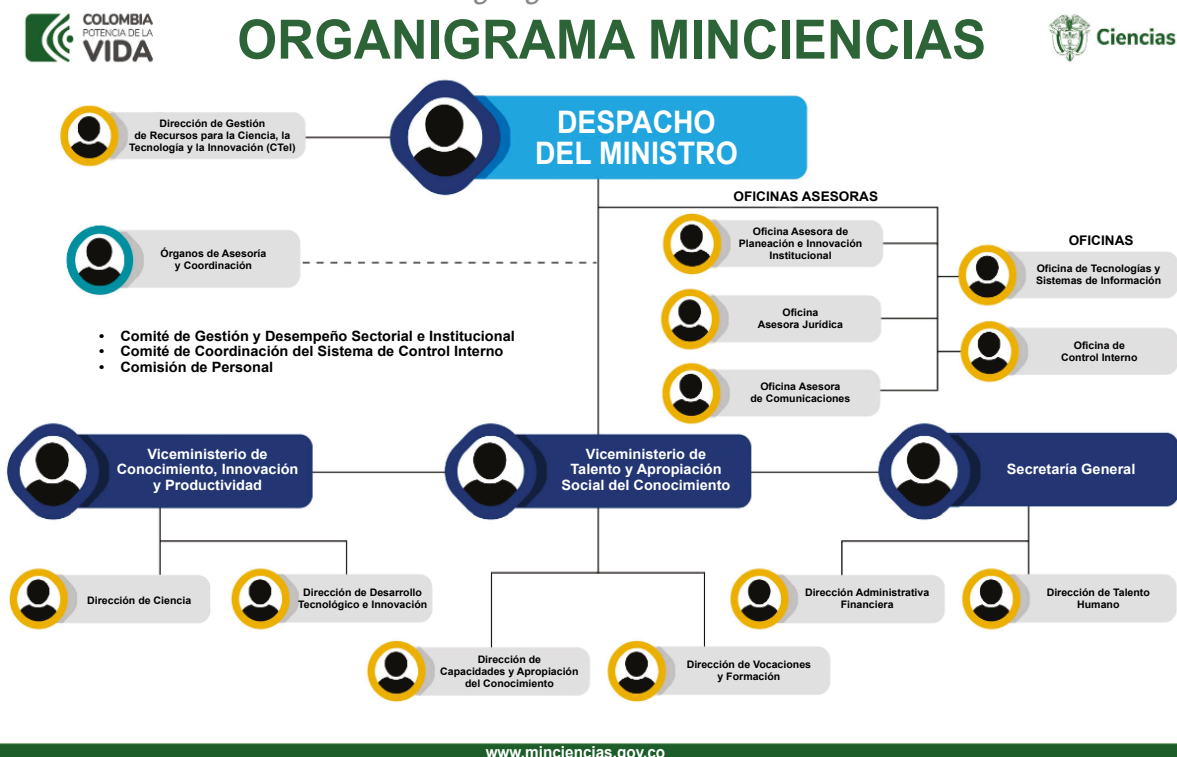 COLOMBIA
POTENCIA DE LA
VIDA
ORGANIGRAMA MINCIENCIAS
Ciencias
Dirección de Gestión
de Recursos para la Ciencia, la
Tecnología y la Innovación (CTeI)
DESPACHO
DEL MINISTRO
OFICINAS ASESORAS
Oficina Asesora de
Planeación e Innovación
Institucional
OFICINAS
Órganos de Asesoría
y Coordinación
Oficina de Tecnologías y
Sistemas de Información
Oficina
Asesora Jurídica
• Comité de Gestión y Desempeño Sectorial e Institucional
• Comité de Coordinación del Sistema de Control Interno
• Comisión de Personal
Oficina de
Control Interno
Oficina Asesora
de Comunicaciones
Viceministerio de
Conocimiento, Innovación
y Productividad
Viceministerio de
Talento y Apropiación
Social del Conocimiento
Secretaría General
Dirección de Ciencia
Dirección de Desarrollo
Tecnológico e Innovación
Dirección Administrativa
Financiera
Dirección de Talento
Humano
Dirección de
Capacidades y Apropiación
del Conocimiento
Dirección de Vocaciones
y Formación
www.minciencias.gov.co